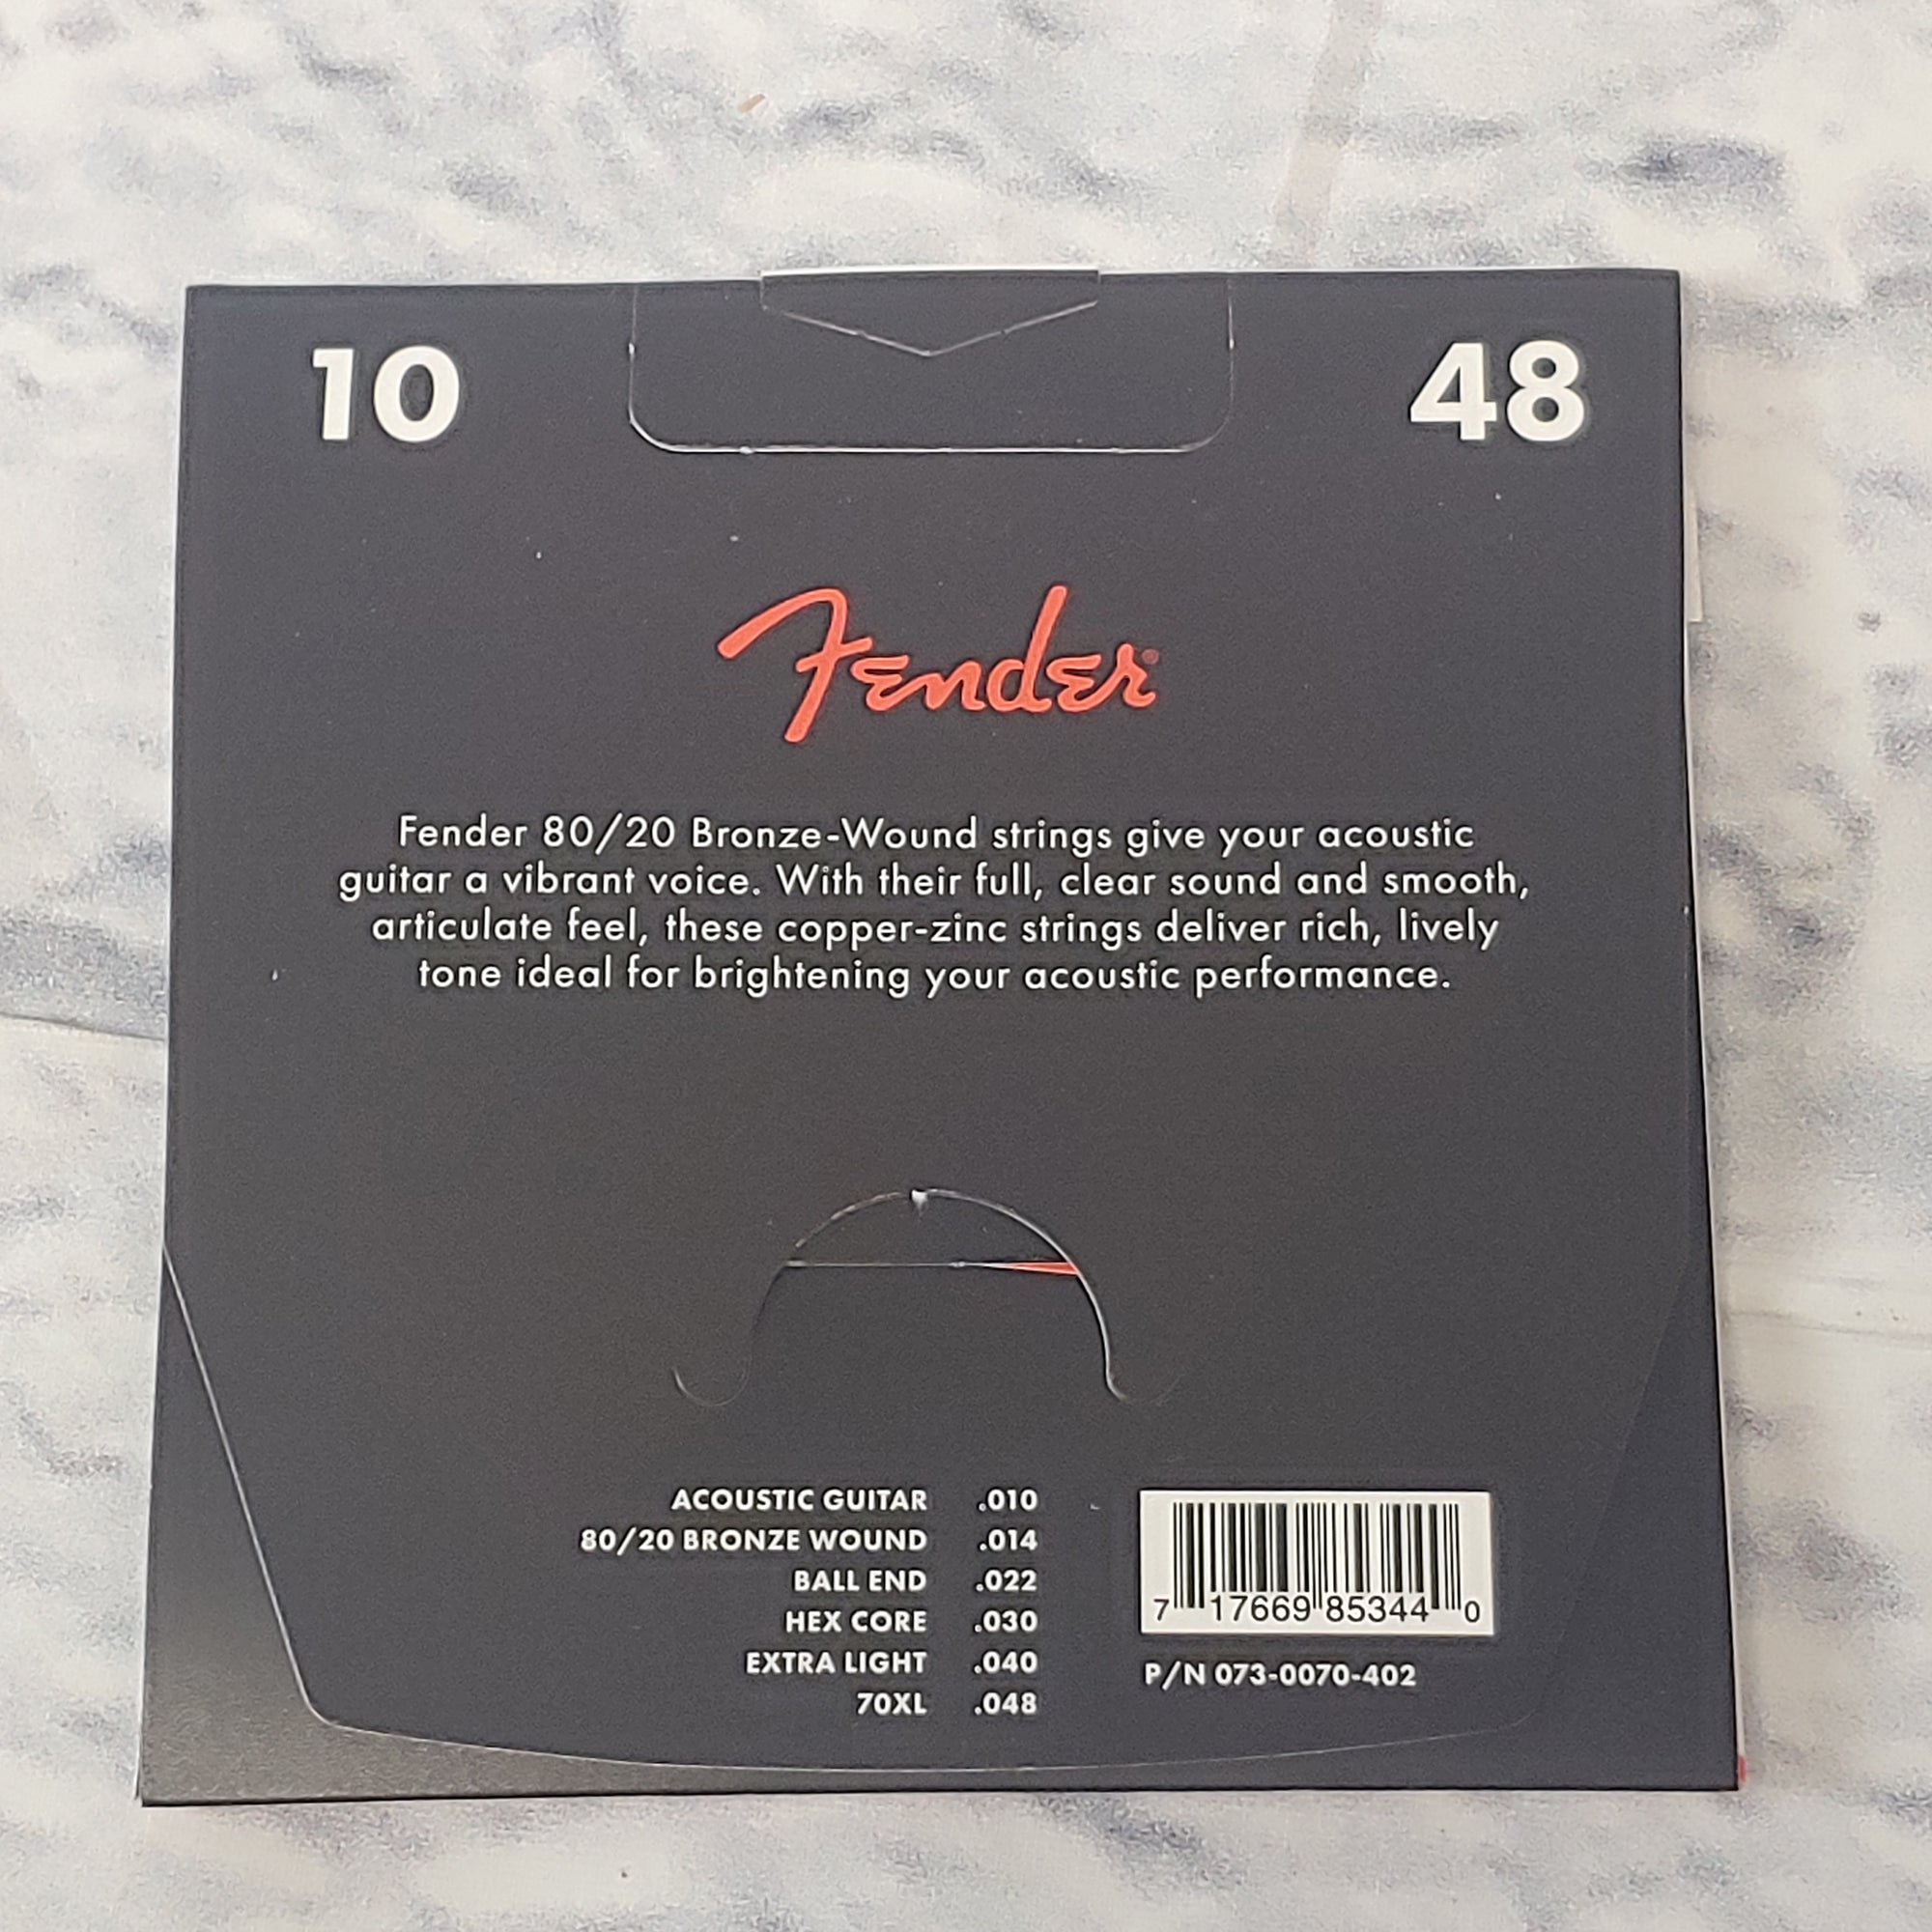 10 48
Fender®
Fender 80/20 Bronze-Wound strings give your acoustic
guitar a vibrant voice. With their full, clear sound and smooth,
articulate feel, these copper-zinc strings deliver rich, lively
tone ideal for brightening your acoustic performance.
ACOUSTIC GUITAR .010
80/20 BRONZE WOUND .014
BALL END .022
HEX CORE .030
EXTRA LIGHT .040
70XL .048
7 17669 85344 0
P/N 073-0070-402